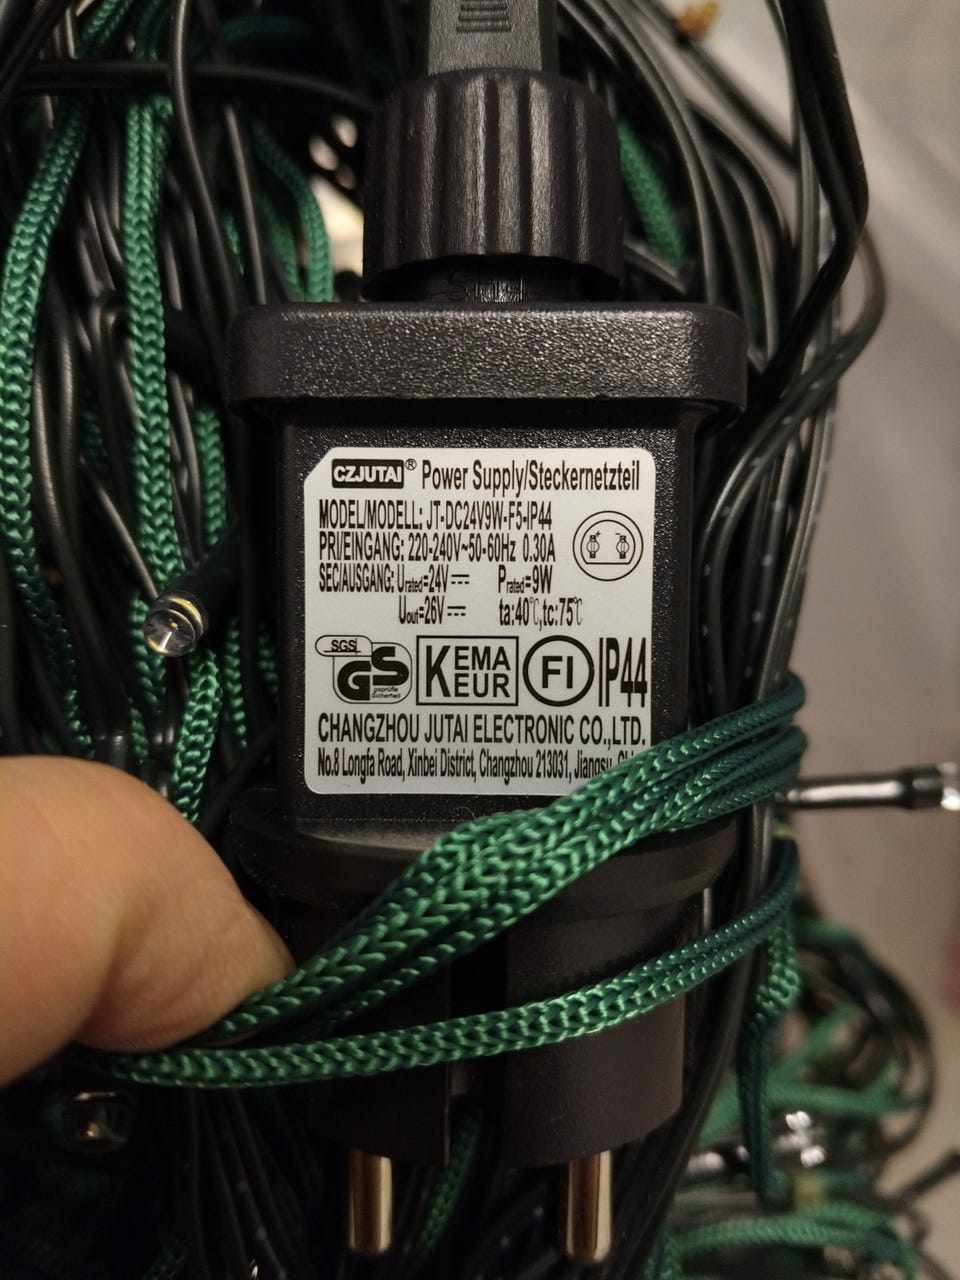 CZJUTAI® Power Supply/Steckernetzteil
MODEL/MODELL: JT-DC24V9W-F5-IP44
PRI/EINGANG: 220-240V~50-60Hz 0.30A
SEC/AUSGANG: Urated=24V⎓ Prated=9W
Uout=26V⎓ ta:40℃,tc:75℃
SGS
GS
geprüfte
Sicherheit
KEMA
KEUR
FI
IP44
CHANGZHOU JUTAI ELECTRONIC CO.,LTD.
No.8 Longfa Road, Xinbei District, Changzhou 213031,